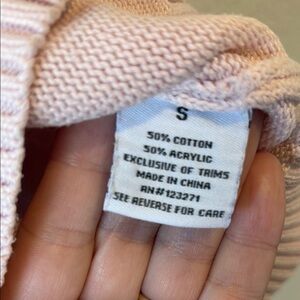 S
50% COTTON
50% ACRYLIC
EXCLUSIVE OF TRIMS
MADE IN CHINA
RN#123271
SEE REVERSE FOR CARE